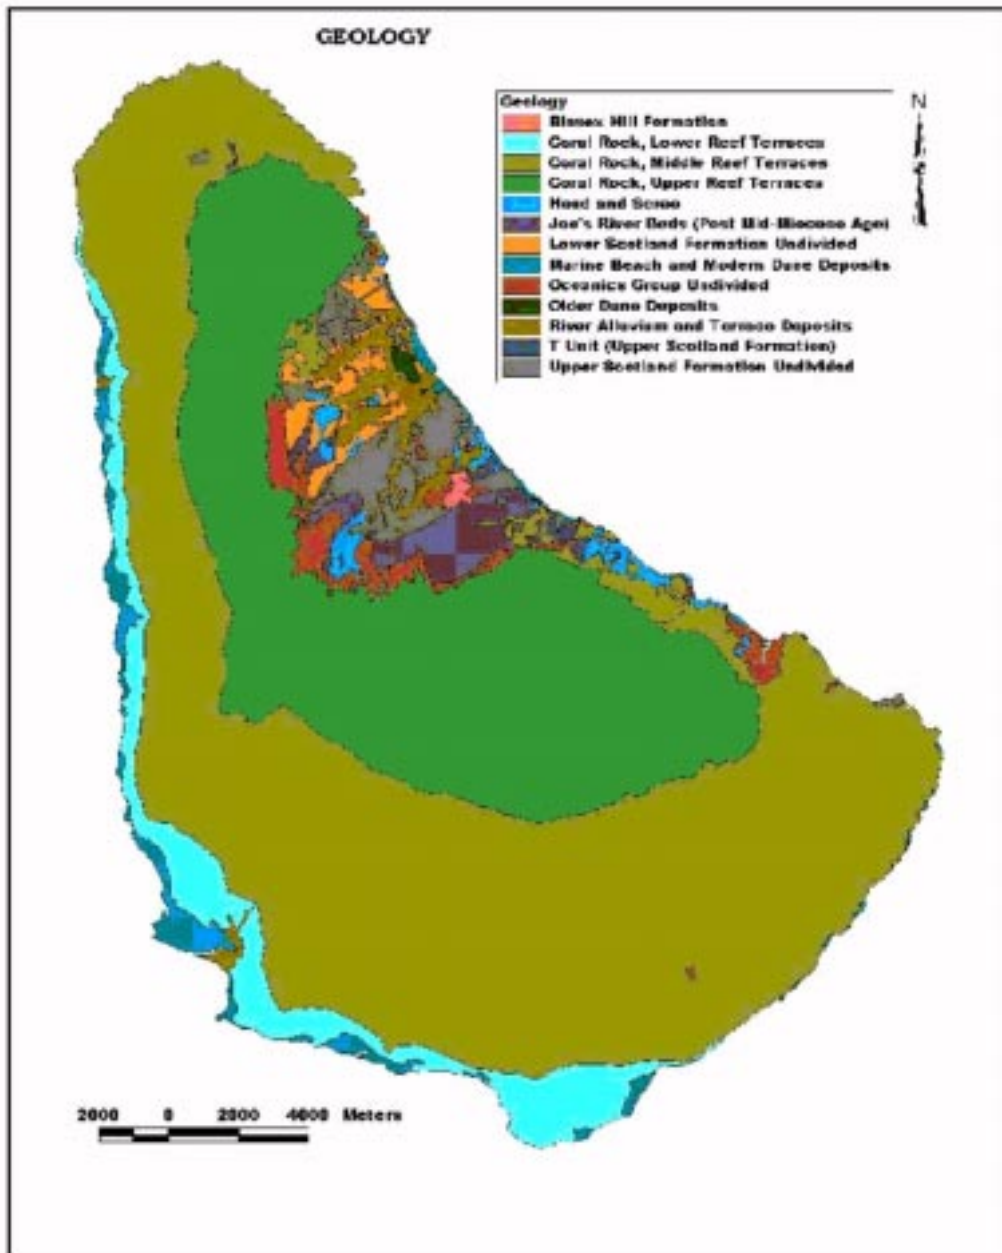 GEOLOGY
Geology
N
Bissex Hill Formation
Coral Rock, Lower Reef Terraces
Coral Rock, Middle Reef Terraces
Coral Rock, Upper Reef Terraces
Head and Scree
Joe's River Beds (Post Mid-Miocene Age)
Lower Scotland Formation Undivided
Marine Beach and Modern Dune Deposits
Oceanics Group Undivided
Older Dune Deposits
River Alluvium and Terrace Deposits
T Unit (Upper Scotland Formation)
Upper Scotland Formation Undivided
2000 0 2000 4000 Meters